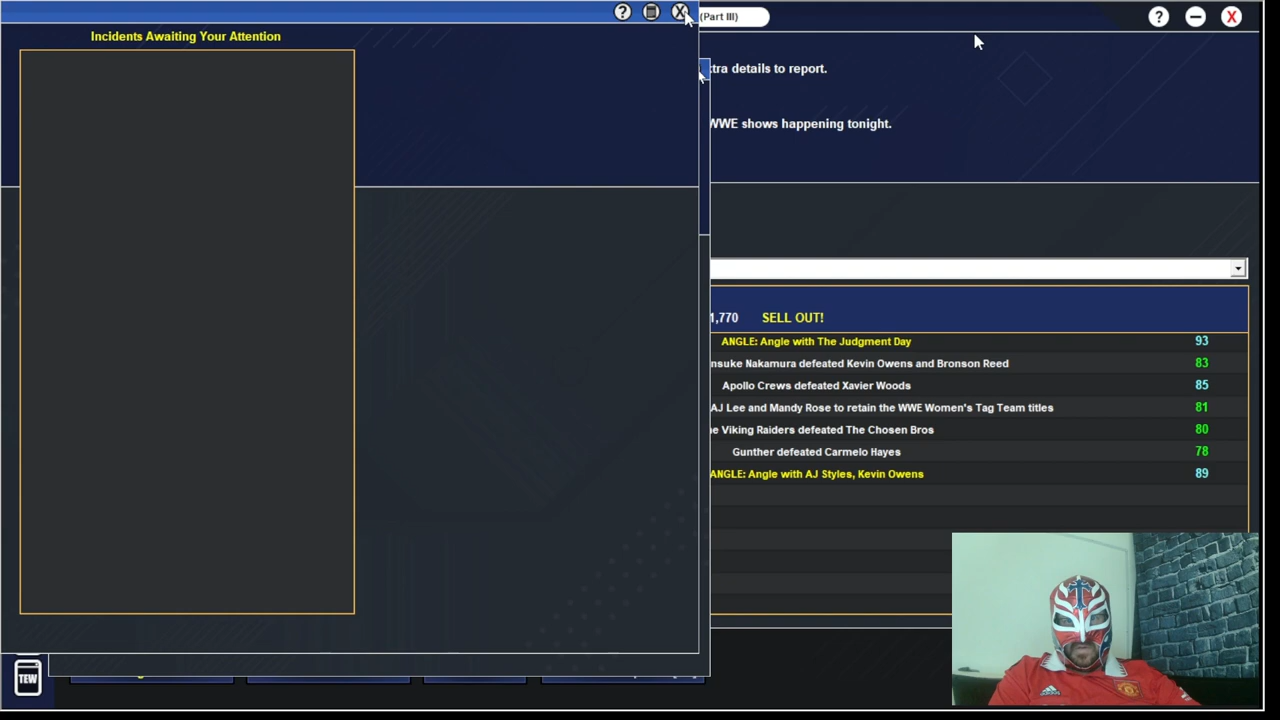 (Part III)
Incidents Awaiting Your Attention
tra details to report.
WWE shows happening tonight.
1,770 SELL OUT!
ANGLE: Angle with The Judgment Day 93
nsuke Nakamura defeated Kevin Owens and Bronson Reed 83
Apollo Crews defeated Xavier Woods 85
AJ Lee and Mandy Rose to retain the WWE Women's Tag Team titles 81
e Viking Raiders defeated The Chosen Bros 80
Gunther defeated Carmelo Hayes 78
ANGLE: Angle with AJ Styles, Kevin Owens 89
TEW